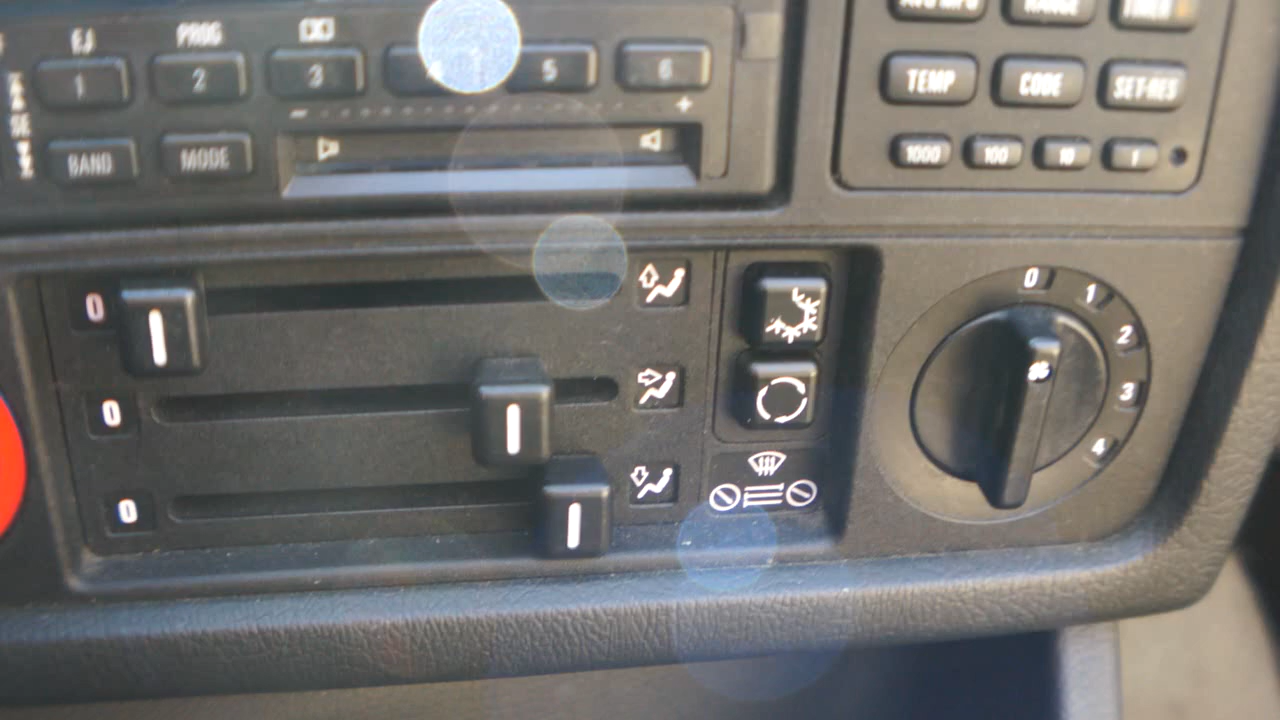 PROG
1 2 3 5 6
BAND MODE
TEMP CODE SET-RES
1000 100 10 1
0
0
0
0 1 2 3 4